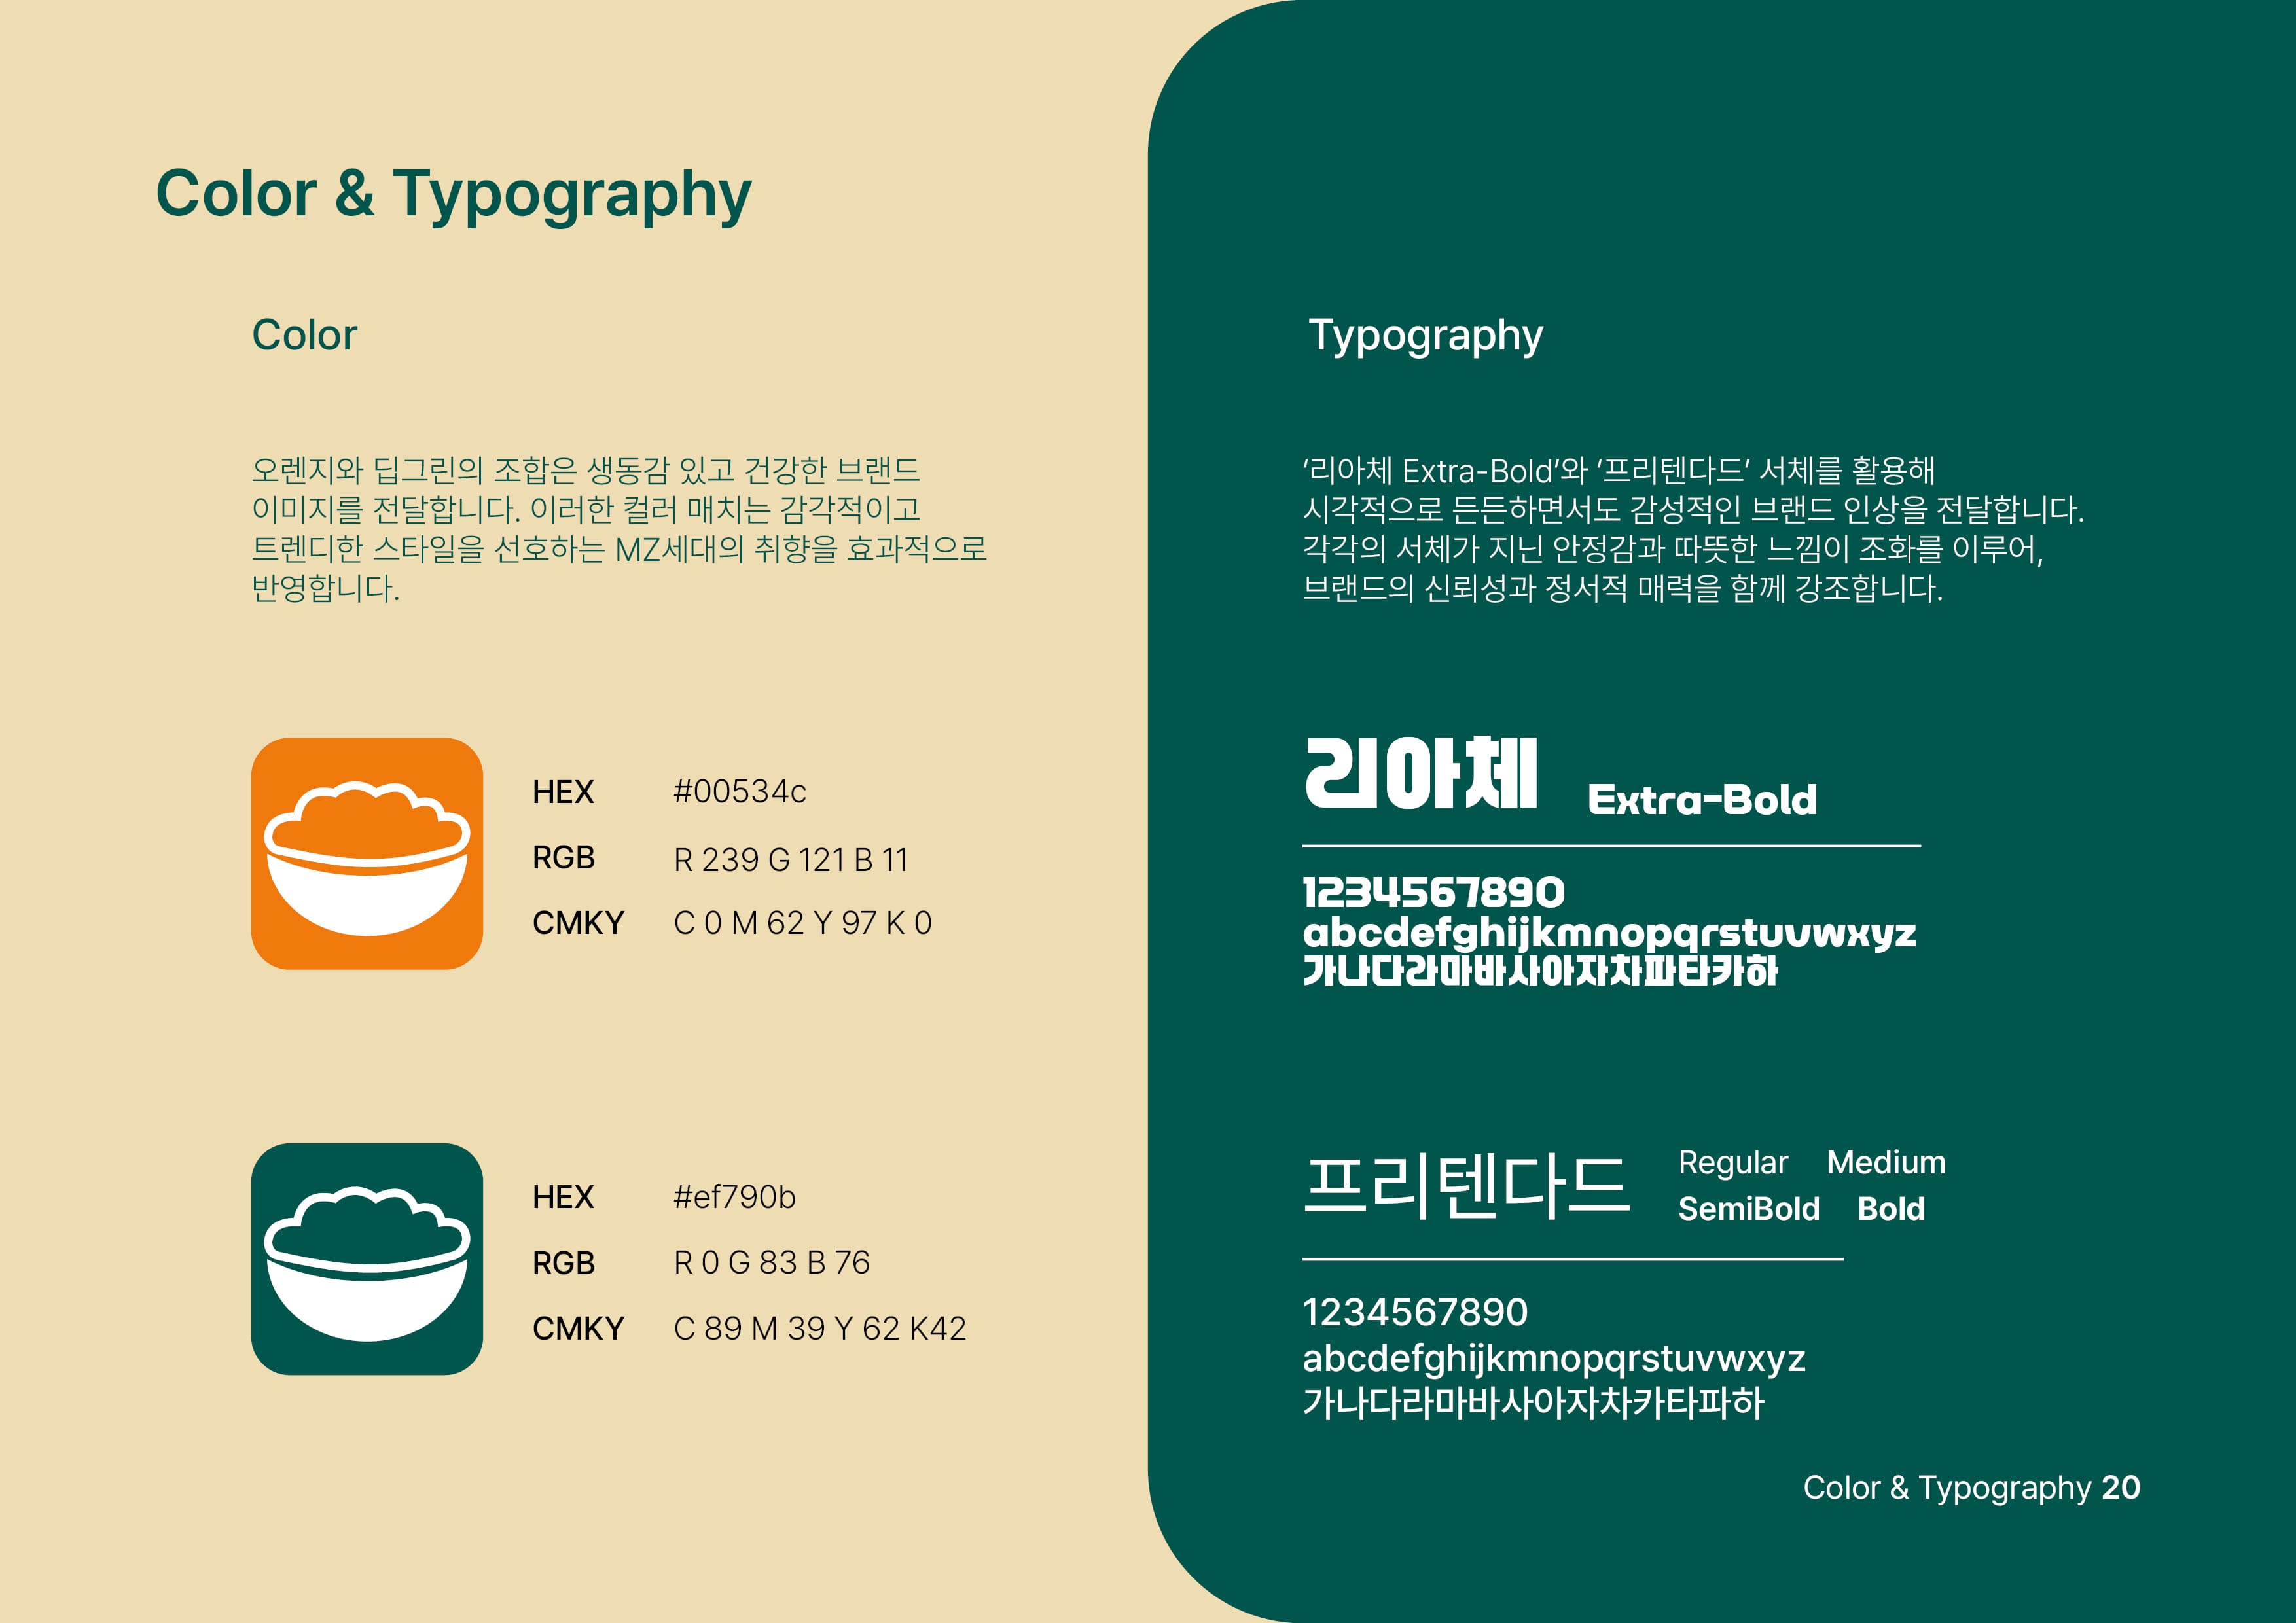 Color & Typography
Color
오렌지와 딥그린의 조합은 생동감 있고 건강한 브랜드
이미지를 전달합니다. 이러한 컬러 매치는 감각적이고
트렌디한 스타일을 선호하는 MZ세대의 취향을 효과적으로
반영합니다.
HEX #00534c
RGB R 239 G 121 B 11
CMKY C 0 M 62 Y 97 K 0
HEX #ef790b
RGB R 0 G 83 B 76
CMKY C 89 M 39 Y 62 K42
Typography
‘리아체 Extra-Bold’와 ‘프리텐다드’ 서체를 활용해
시각적으로 든든하면서도 감성적인 브랜드 인상을 전달합니다.
각각의 서체가 지닌 안정감과 따뜻한 느낌이 조화를 이루어,
브랜드의 신뢰성과 정서적 매력을 함께 강조합니다.
리아체 Extra-Bold
1234567890
abcdefghijkmnopqrstuvwxyz
가나다라마바사아자차파타카하
프리텐다드 Regular Medium
SemiBold Bold
1234567890
abcdefghijkmnopqrstuvwxyz
가나다라마바사아자차카타파하
Color & Typography 20